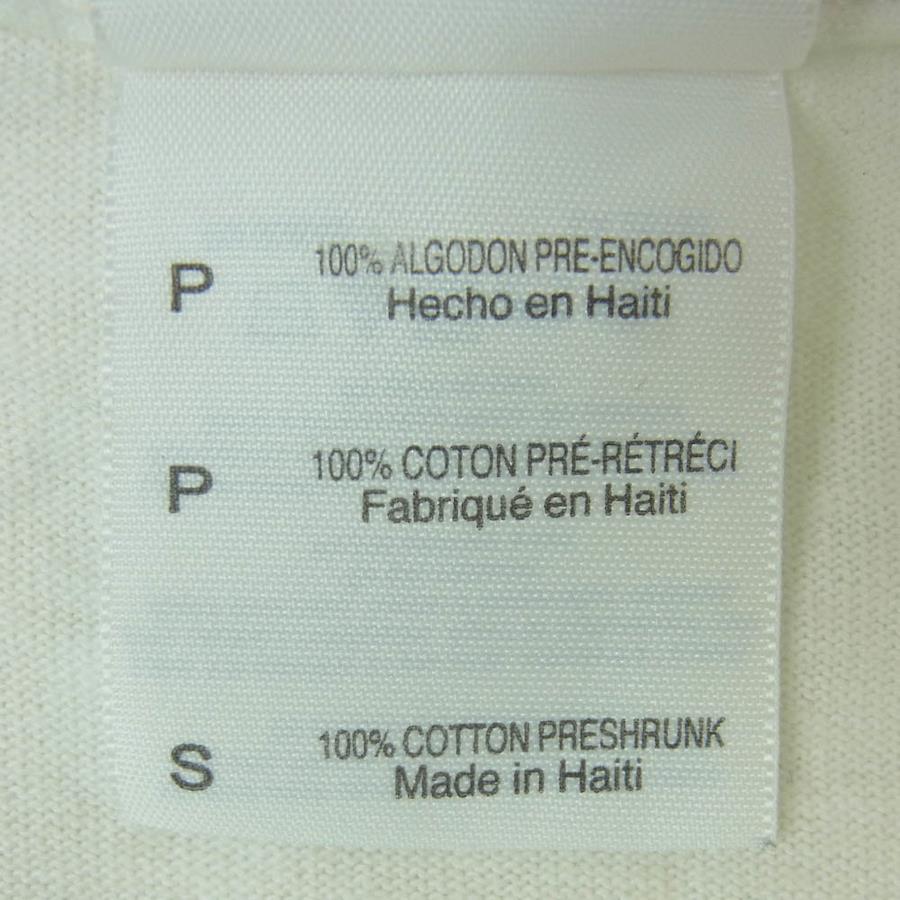 P 100% ALGODON PRE-ENCOGIDO
Hecho en Haiti
P 100% COTON PRÉ-RÉTRÉCI
Fabriqué en Haiti
S 100% COTTON PRESHRUNK
Made in Haiti